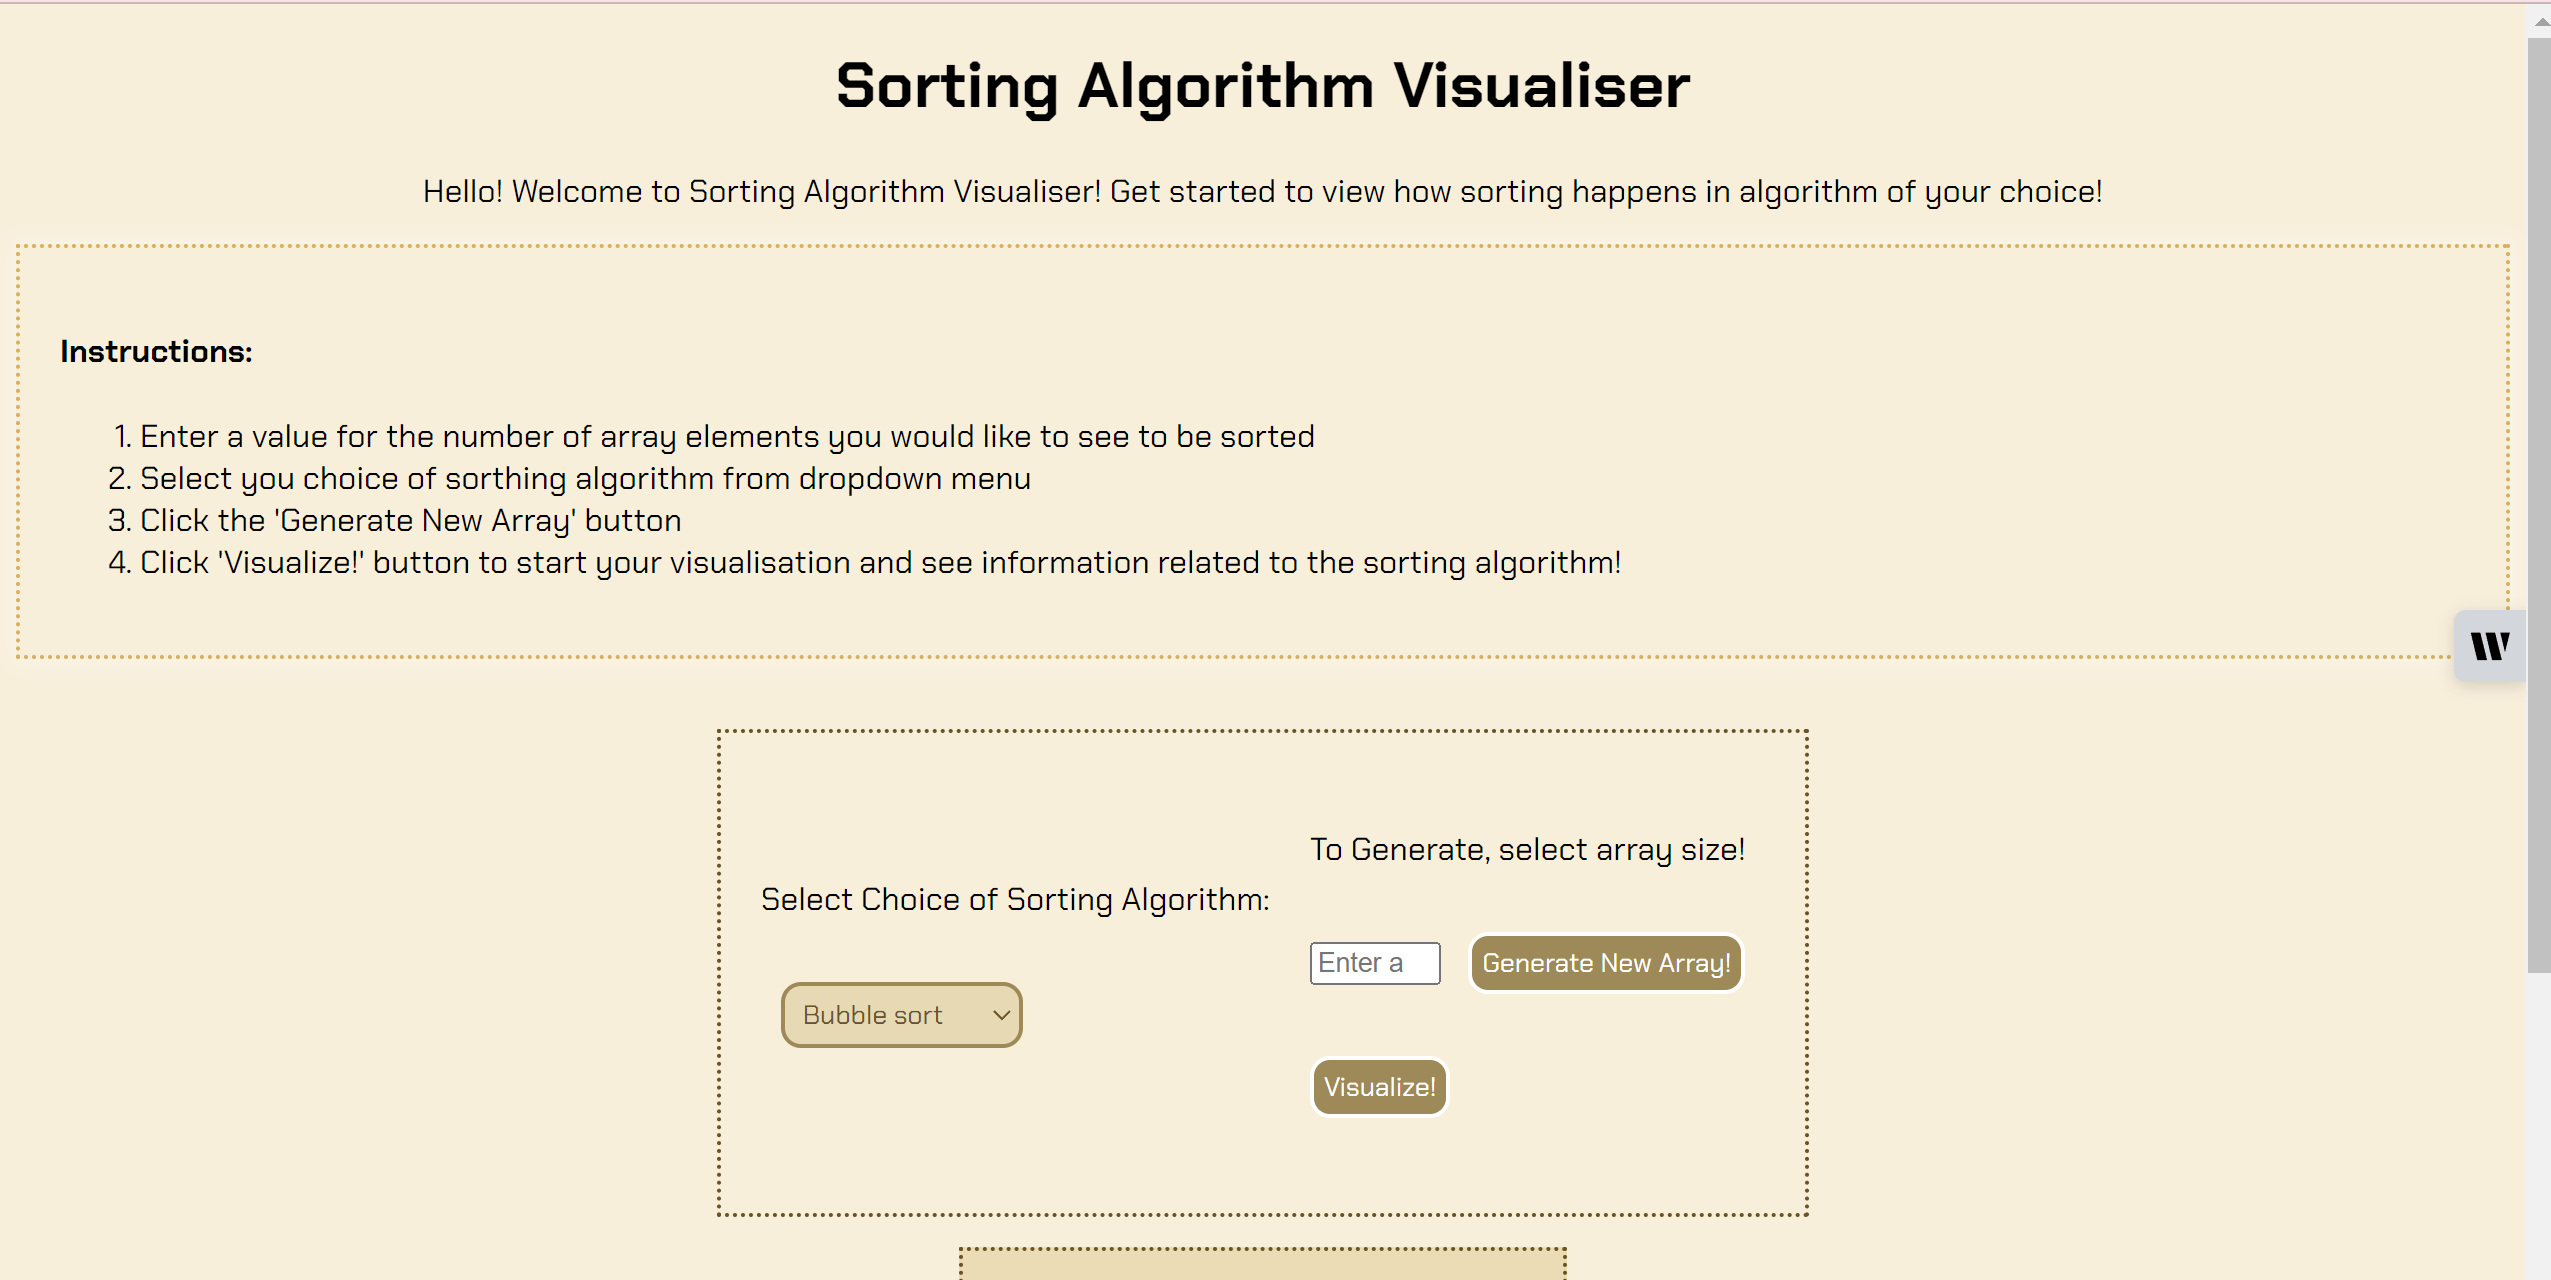 Sorting Algorithm Visualiser
Hello! Welcome to Sorting Algorithm Visualiser! Get started to view how sorting happens in algorithm of your choice!
Instructions:
1. Enter a value for the number of array elements you would like to see to be sorted
2. Select you choice of sorthing algorithm from dropdown menu
3. Click the 'Generate New Array' button
4. Click 'Visualize!' button to start your visualisation and see information related to the sorting algorithm!
W
Select Choice of Sorting Algorithm:
Bubble sort
To Generate, select array size!
Enter a
Generate New Array!
Visualize!